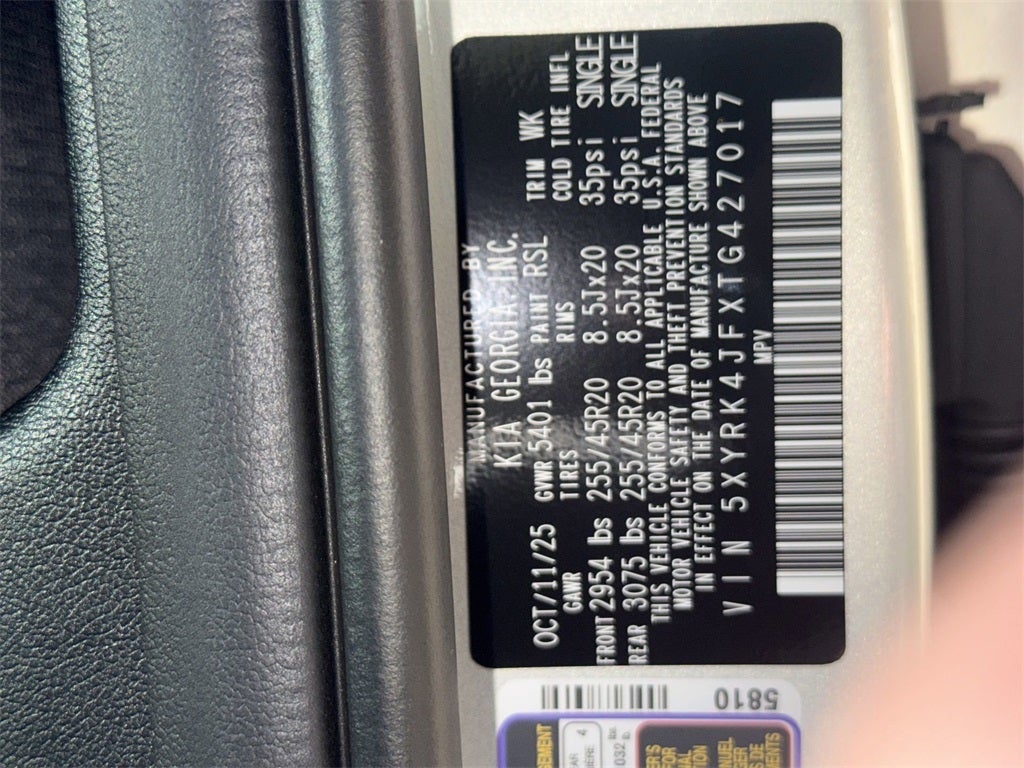 MANUFACTURED BY
KIA GEORGIA, INC.
OCT/11/25 GVWR 5401 lbs PAINT RSL TRIM WK
GAWR TIRES RIMS COLD TIRE INFL
FRONT 2954 lbs 255/45R20 8.5Jx20 35psi SINGLE
REAR 3075 lbs 255/45R20 8.5Jx20 35psi SINGLE
THIS VEHICLE CONFORMS TO ALL APPLICABLE U.S.A. FEDERAL
MOTOR VEHICLE SAFETY AND THEFT PREVENTION STANDARDS
IN EFFECT ON THE DATE OF MANUFACTURE SHOWN ABOVE
VIN 5XYRK4JFXTG427017
MPV
5810
4